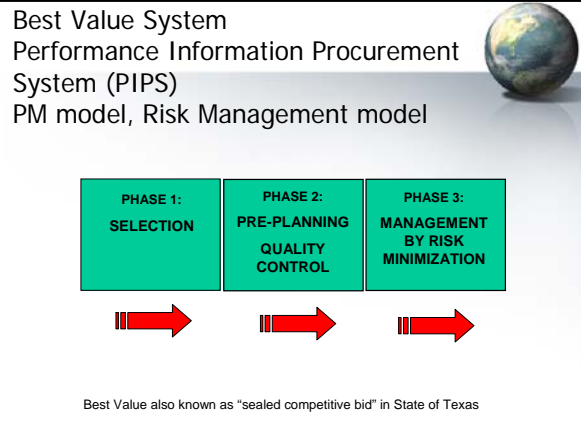 Best Value System
Performance Information Procurement
System (PIPS)
PM model, Risk Management model
PHASE 1:
SELECTION
PHASE 2:
PRE-PLANNING
QUALITY
CONTROL
PHASE 3:
MANAGEMENT
BY RISK
MINIMIZATION
Best Value also known as “sealed competitive bid” in State of Texas